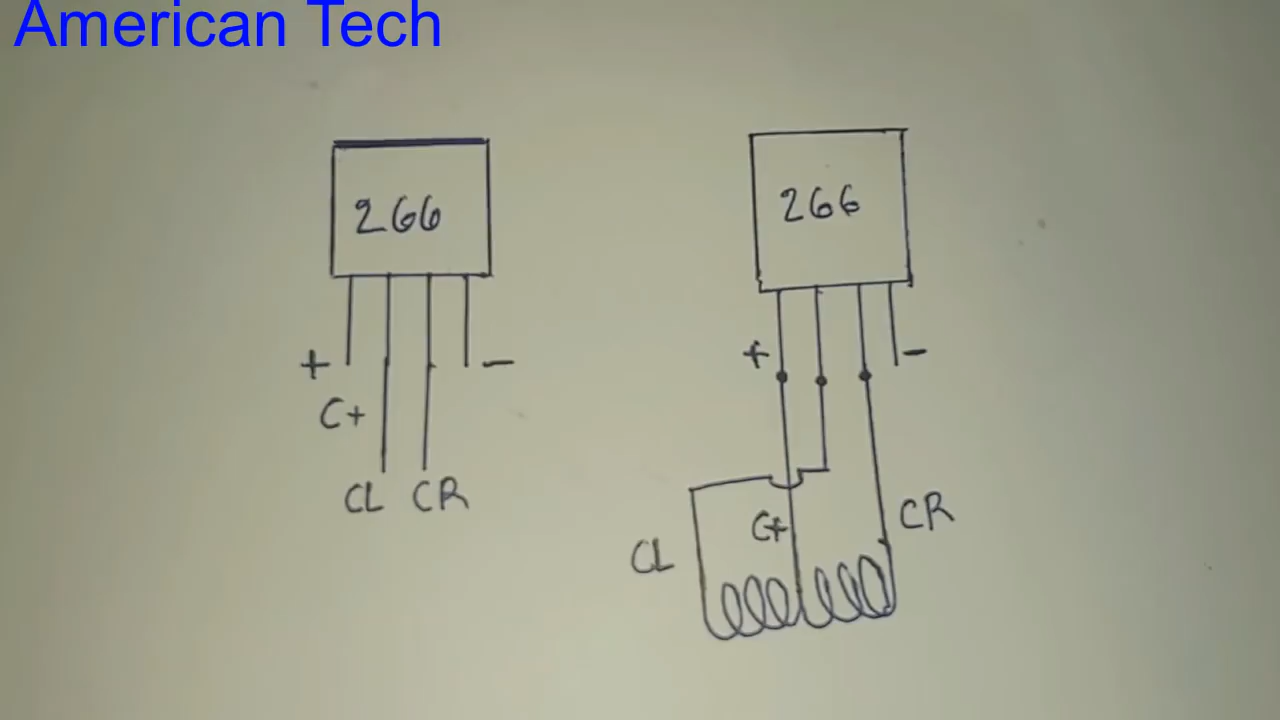 American Tech
266
+
-
C+
CL CR
266
+
-
C+
CR
CL